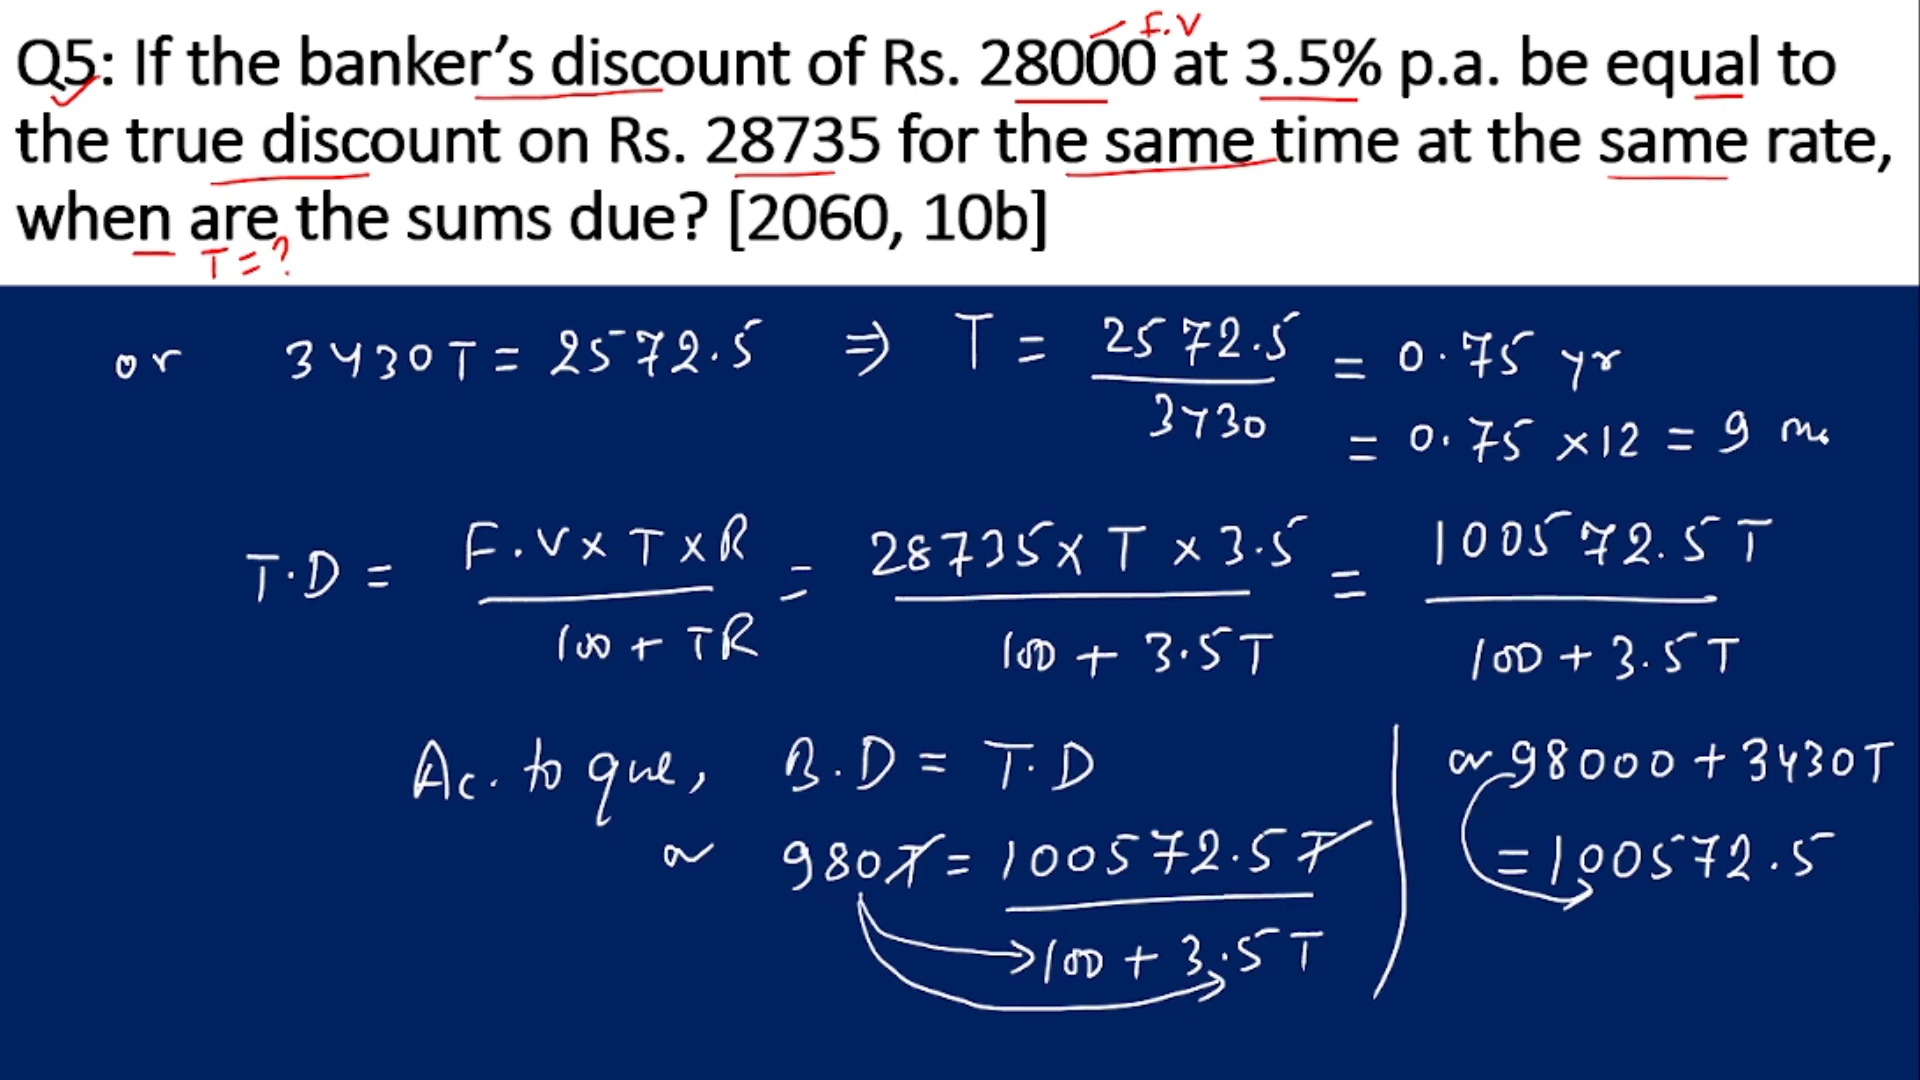 F.V
Q5: If the banker’s discount of Rs. 28000 at 3.5% p.a. be equal to
the true discount on Rs. 28735 for the same time at the same rate,
when are the sums due? [2060, 10b]
T = ?
or 3430T = 2572.5 ⇒ T = 2572.5 / 3430 = 0.75 yr
= 0.75 × 12 = 9 m.
T.D = F.V × T × R / 100 + TR = 28735 × T × 3.5 / 100 + 3.5T = 100572.5T / 100 + 3.5T
Ac. to que, B.D = T.D
or 980T = 100572.5T / 100 + 3.5T
or 98000 + 3430T
= 100572.5